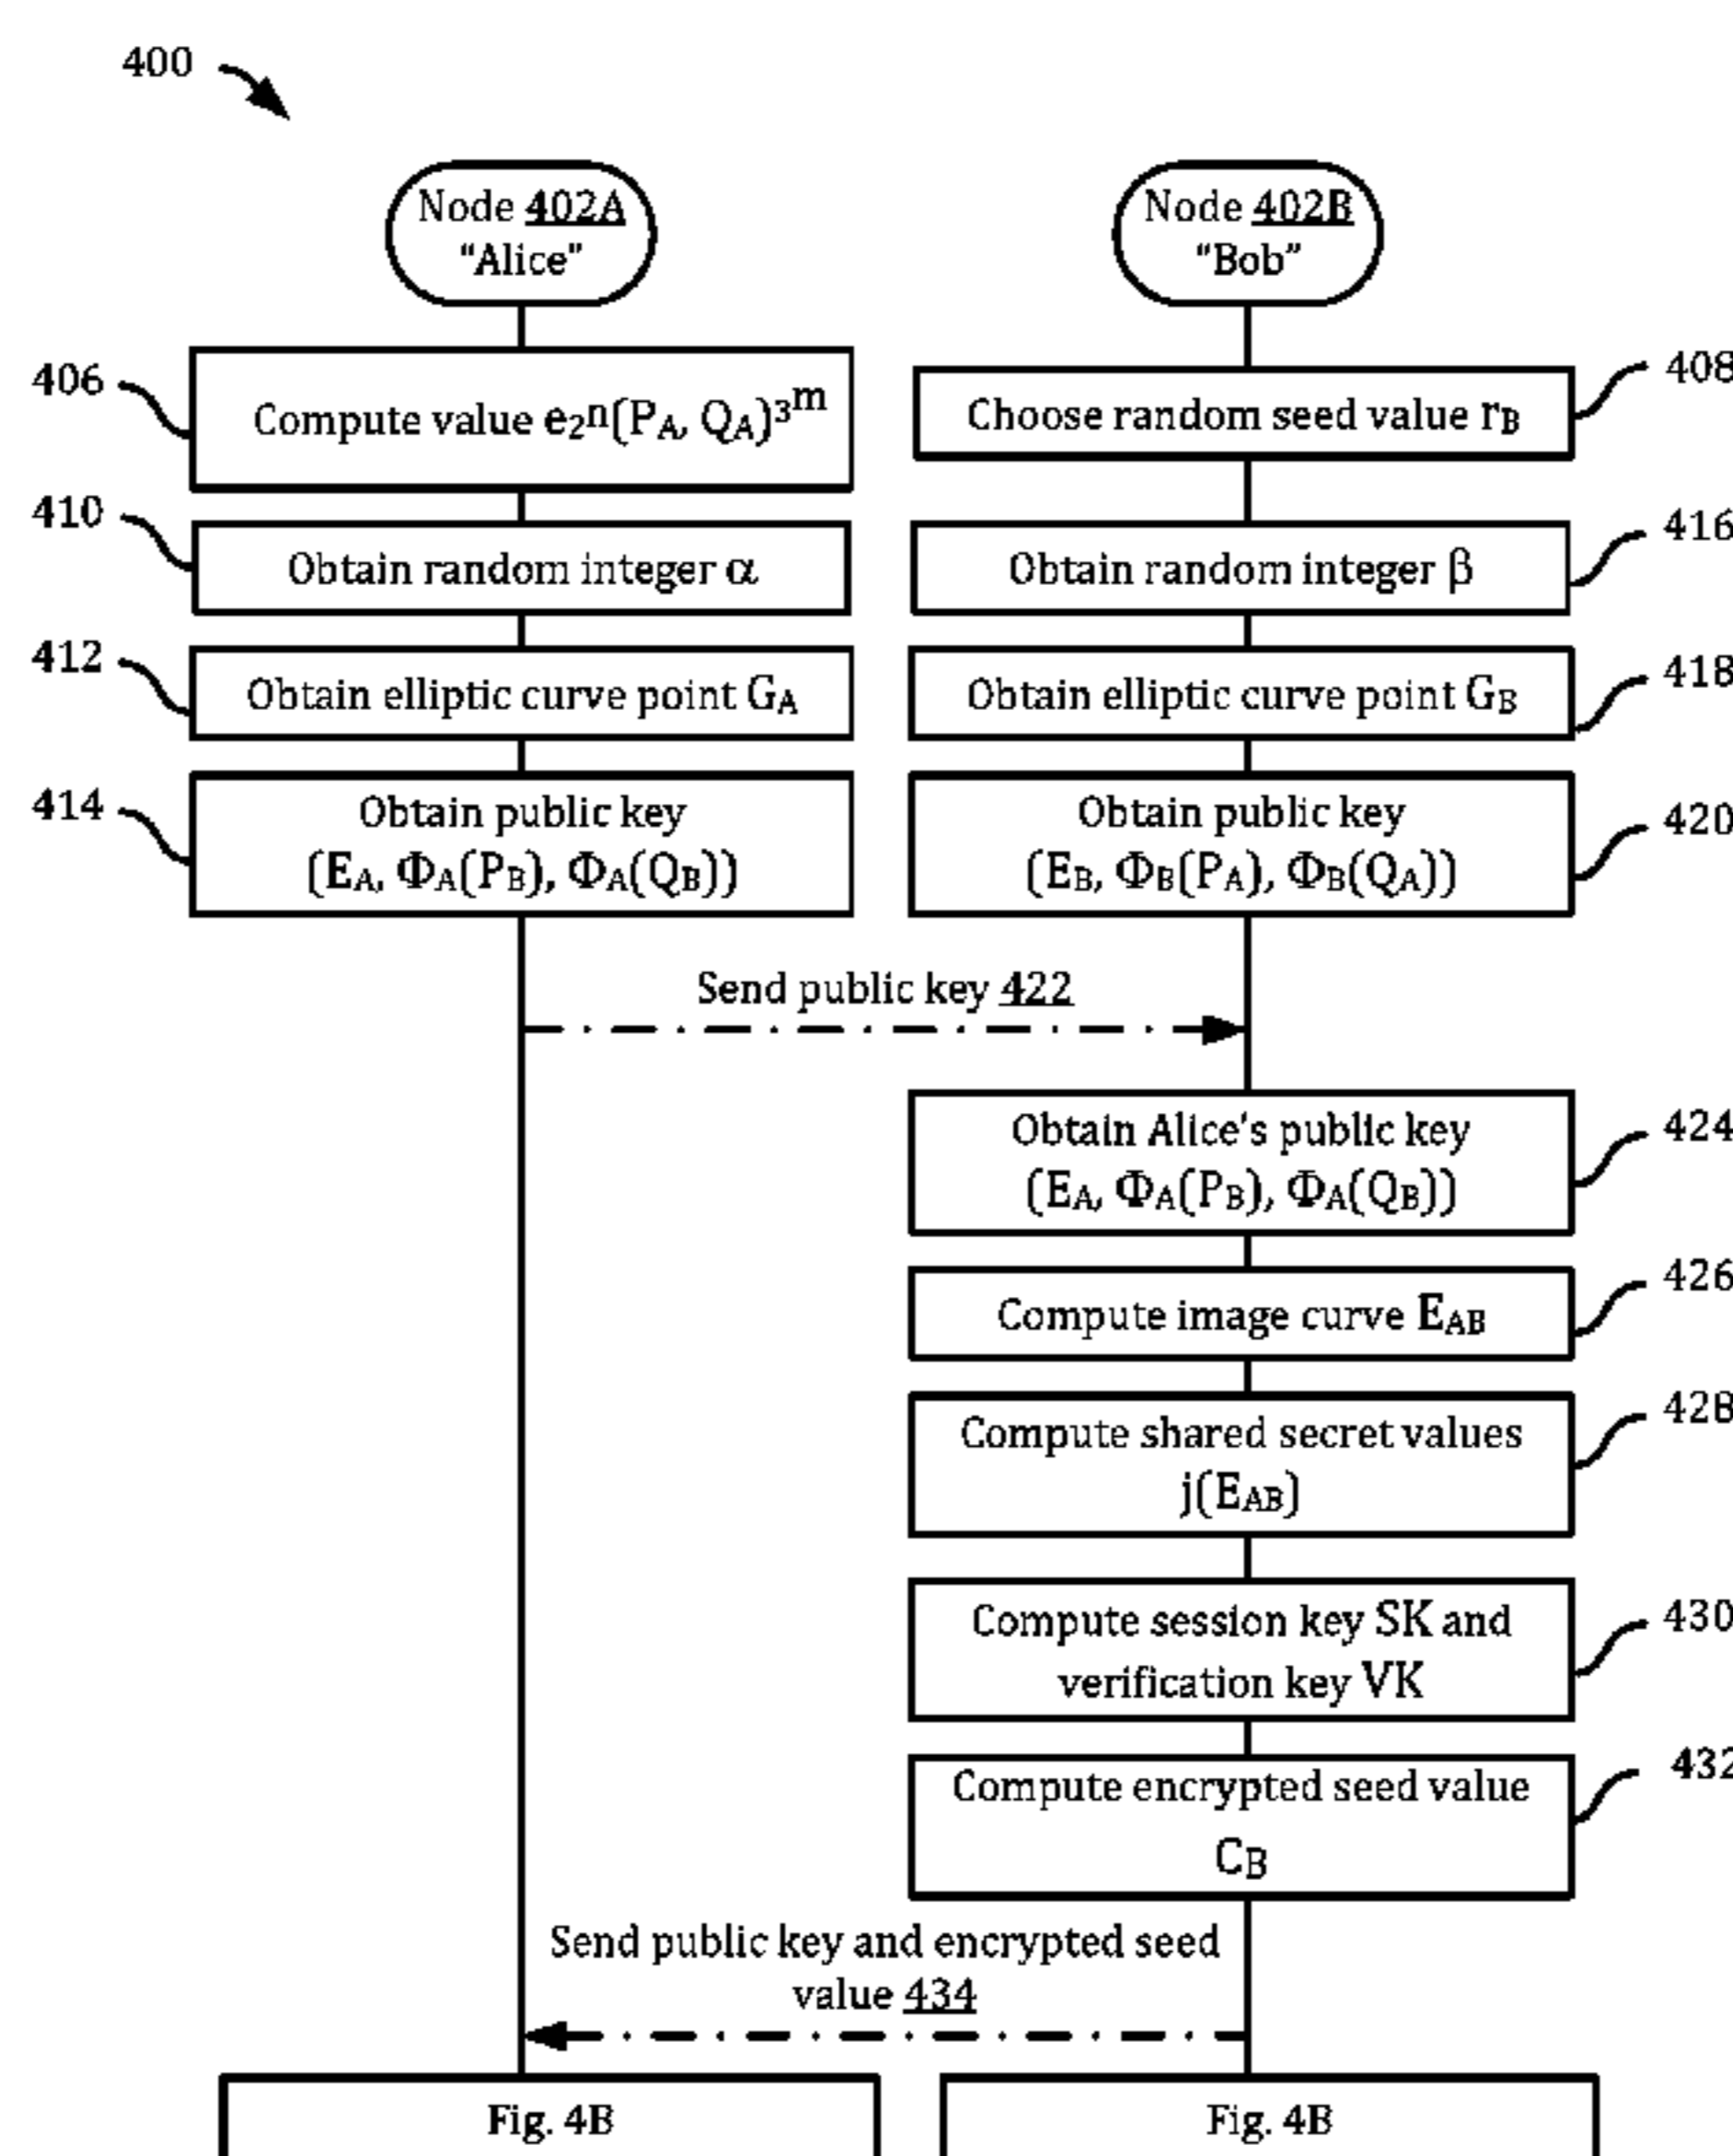 400
Node 402A
"Alice"
Node 402B
"Bob"
406
Compute value e₂n(PA, QA)³m
408
Choose random seed value rB
410
Obtain random integer α
416
Obtain random integer β
412
Obtain elliptic curve point GA
418
Obtain elliptic curve point GB
414
Obtain public key
(EA, ΦA(PB), ΦA(QB))
420
Obtain public key
(EB, ΦB(PA), ΦB(QA))
Send public key 422
424
Obtain Alice's public key
(EA, ΦA(PB), ΦA(QB))
426
Compute image curve EAB
428
Compute shared secret values
j(EAB)
430
Compute session key SK and
verification key VK
432
Compute encrypted seed value
CB
Send public key and encrypted seed
value 434
Fig. 4B
Fig. 4B